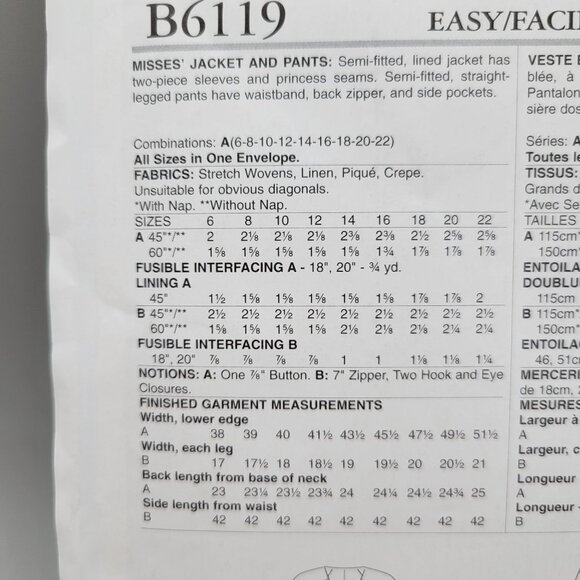 B6119
EASY/FACI
MISSES' JACKET AND PANTS: Semi-fitted, lined jacket has
two-piece sleeves and princess seams. Semi-fitted, straight-
legged pants have waistband, back zipper, and side pockets.
Combinations: A(6-8-10-12-14-16-18-20-22)
All Sizes in One Envelope.
FABRICS: Stretch Wovens, Linen, Piqué, Crepe.
Unsuitable for obvious diagonals.
*With Nap. **Without Nap.
SIZES 6 8 10 12 14 16 18 20 22
A 45"*/** 2 2⅛ 2⅛ 2⅛ 2⅜ 2⅜ 2½ 2⅝ 2⅝
60"*/** 1⅝ 1⅝ 1⅝ 1⅝ 1⅝ 1¾ 1⅞ 1⅞ 1⅞
FUSIBLE INTERFACING A - 18", 20" - ¾ yd.
LINING A
45" 1½ 1⅝ 1⅝ 1⅝ 1⅝ 1⅝ 1⅞ 1⅞ 2
B 45"*/** 2½ 2½ 2½ 2½ 2½ 2½ 2½ 2½ 2½
60"*/** 1⅝ 1⅝ 1⅝ 2⅛ 2⅛ 2⅛ 2⅛ 2¼ 2¼
FUSIBLE INTERFACING B
18", 20" ⅞ ⅞ ⅞ ⅞ 1 1 1⅛ 1⅛ 1¼
NOTIONS: A: One ⅞" Button. B: 7" Zipper, Two Hook and Eye
Closures.
FINISHED GARMENT MEASUREMENTS
Width, lower edge
A 38 39 40 41½ 43½ 45½ 47½ 49½ 51½
Width, each leg
B 17 17½ 18 18½ 19 19½ 20 20½ 21
Back length from base of neck
A 23 23¼ 23½ 23¾ 24 24¼ 24½ 24¾ 25
Side length from waist
B 42 42 42 42 42 42 42 42 42
VESTE E
blée, à
Pantalon
sière dos
Séries: A
Toutes le
TISSUS:
Grands d
*Avec Se
TAILLES
A 115cm*
150cm*
ENTOILA
DOUBLU
115cm
B 115cm*
150cm*
ENTOILAG
46, 51c
MERCERI
de 18cm, 2
MESURES
Largeur à
A
Largeur, c
B
Longueur
A
Longueur
B